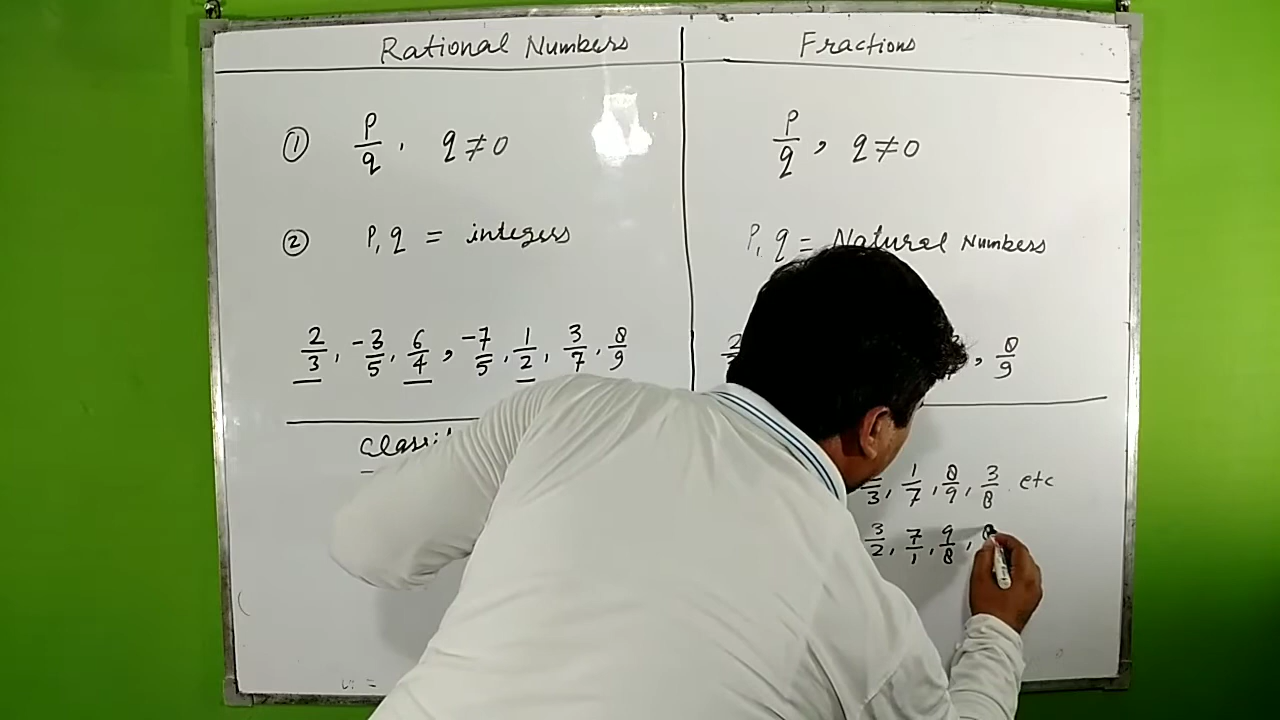 Rational Numbers Fractions
① P/q , q ≠ 0 P/q , q ≠ 0
② P, q = integers P, q = Natural Numbers
2/3 , -3/5 , 6/4 , -7/5 , 1/2 , 3/7 , 8/9 , 8/9
1/7 , 8/9 , 3/8 etc
3/2 , 7/1 , 9/8 ,